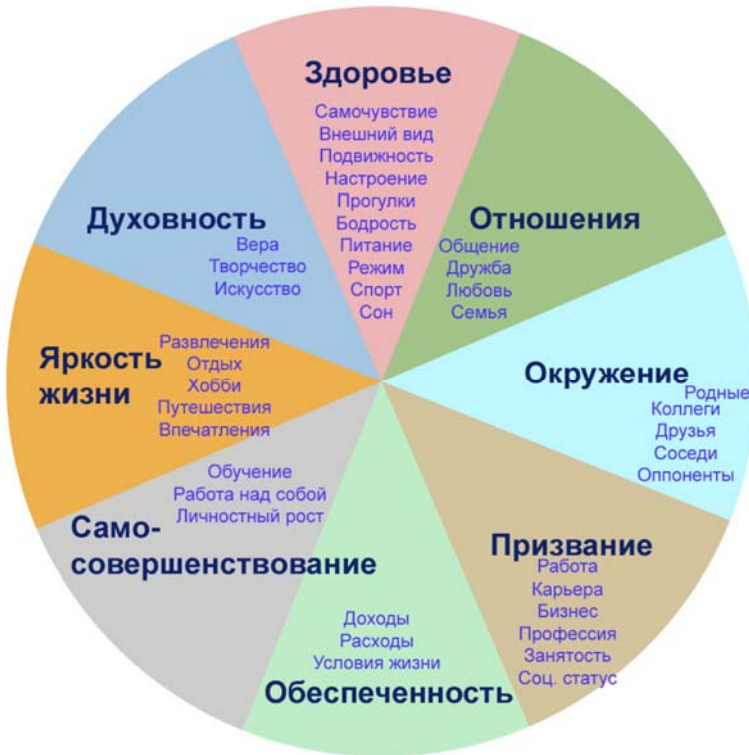 Здоровье
Самочувствие
Внешний вид
Подвижность
Настроение
Прогулки
Бодрость
Питание
Режим
Спорт
Сон
Отношения
Общение
Дружба
Любовь
Семья
Окружение
Родные
Коллеги
Друзья
Соседи
Оппоненты
Призвание
Работа
Карьера
Бизнес
Профессия
Занятость
Соц. статус
Доходы
Расходы
Условия жизни
Обеспеченность
Обучение
Работа над собой
Личностный рост
Само-
совершенствование
Яркость
жизни
Развлечения
Отдых
Хобби
Путешествия
Впечатления
Духовность
Вера
Творчество
Искусство